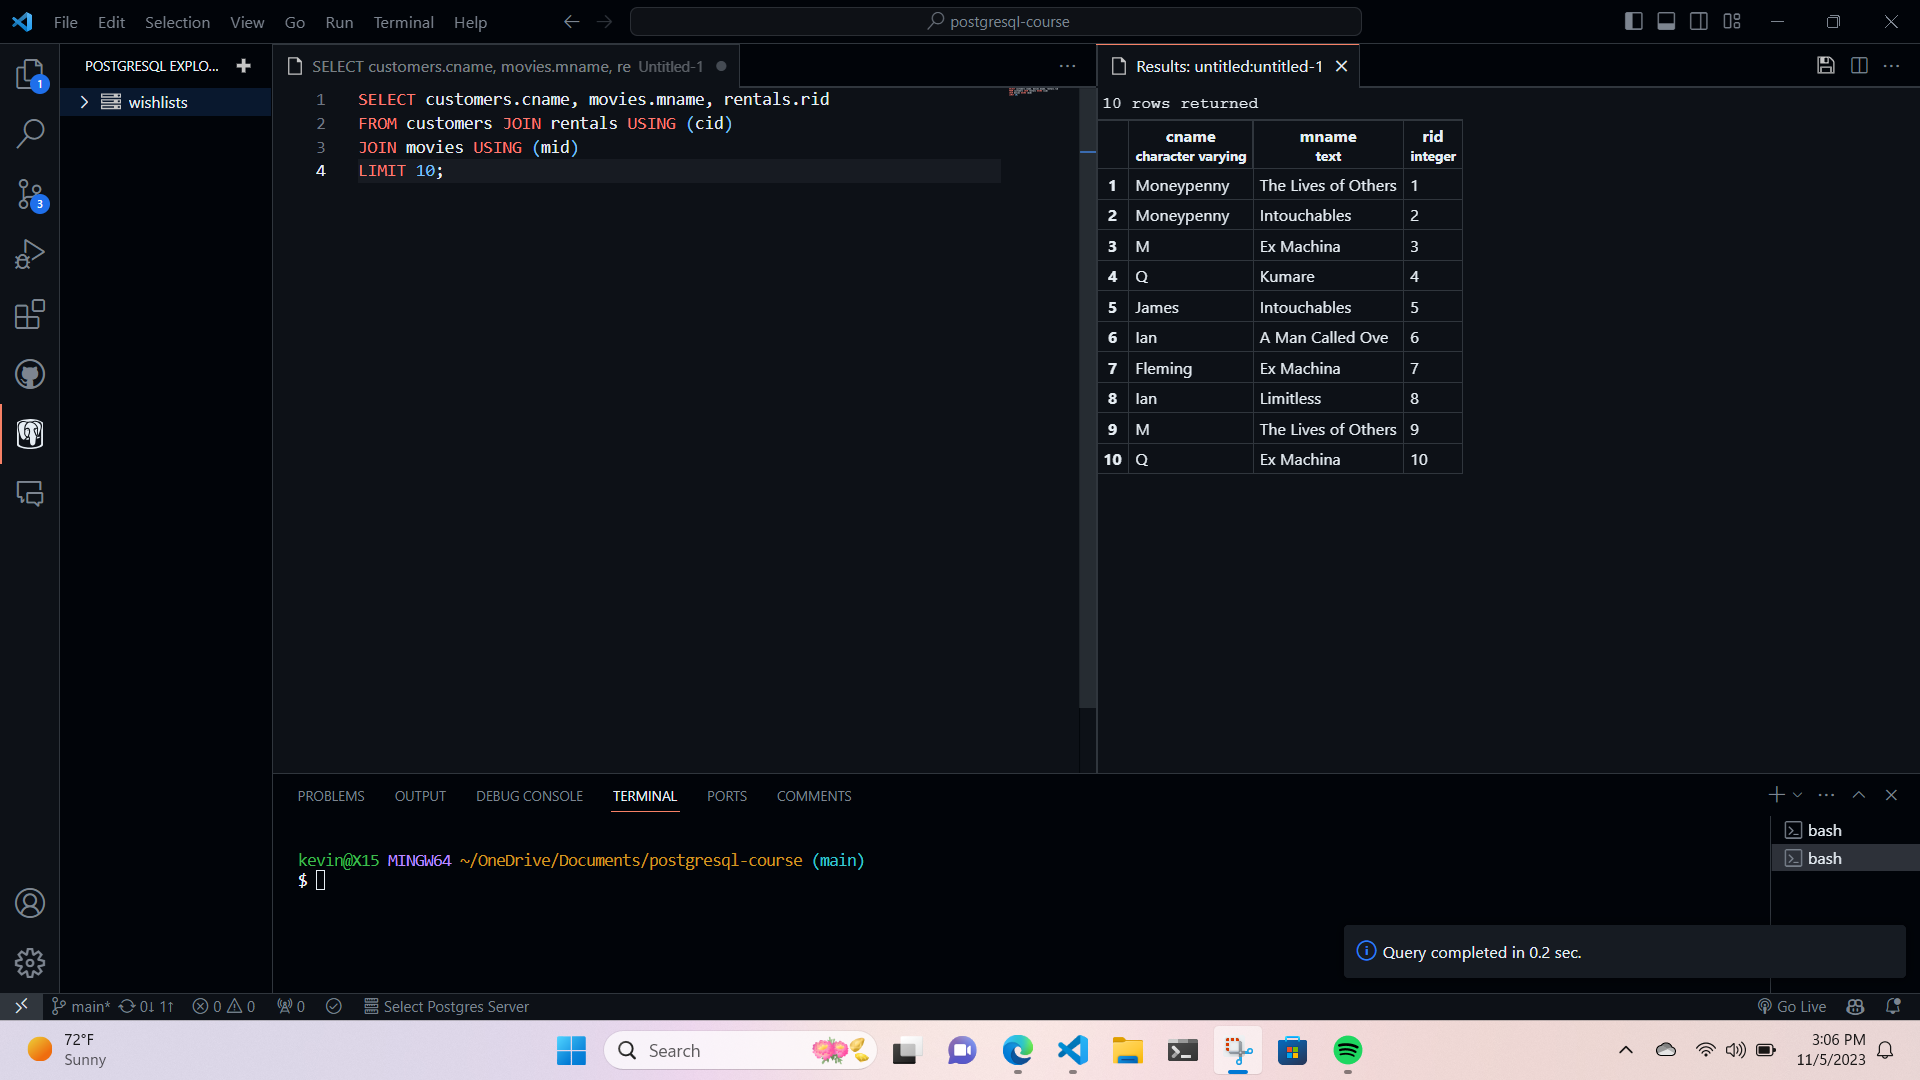 File Edit Selection View Go Run Terminal Help
postgresql-course
1
3
POSTGRESQL EXPLO...
wishlists
SELECT customers.cname, movies.mname, re Untitled-1
Results: untitled:untitled-1
1 SELECT customers.cname, movies.mname, rentals.rid
2 FROM customers JOIN rentals USING (cid)
3 JOIN movies USING (mid)
4 LIMIT 10;
10 rows returned
cname mname rid
character varying text integer
1 Moneypenny The Lives of Others 1
2 Moneypenny Intouchables 2
3 M Ex Machina 3
4 Q Kumare 4
5 James Intouchables 5
6 Ian A Man Called Ove 6
7 Fleming Ex Machina 7
8 Ian Limitless 8
9 M The Lives of Others 9
10 Q Ex Machina 10
PROBLEMS OUTPUT DEBUG CONSOLE TERMINAL PORTS COMMENTS
kevin@X15 MINGW64 ~/OneDrive/Documents/postgresql-course (main)
$
bash
bash
Query completed in 0.2 sec.
main* 0↓ 1↑ 0 0 0 Select Postgres Server Go Live
72°F
Sunny
Search
3:06 PM
11/5/2023